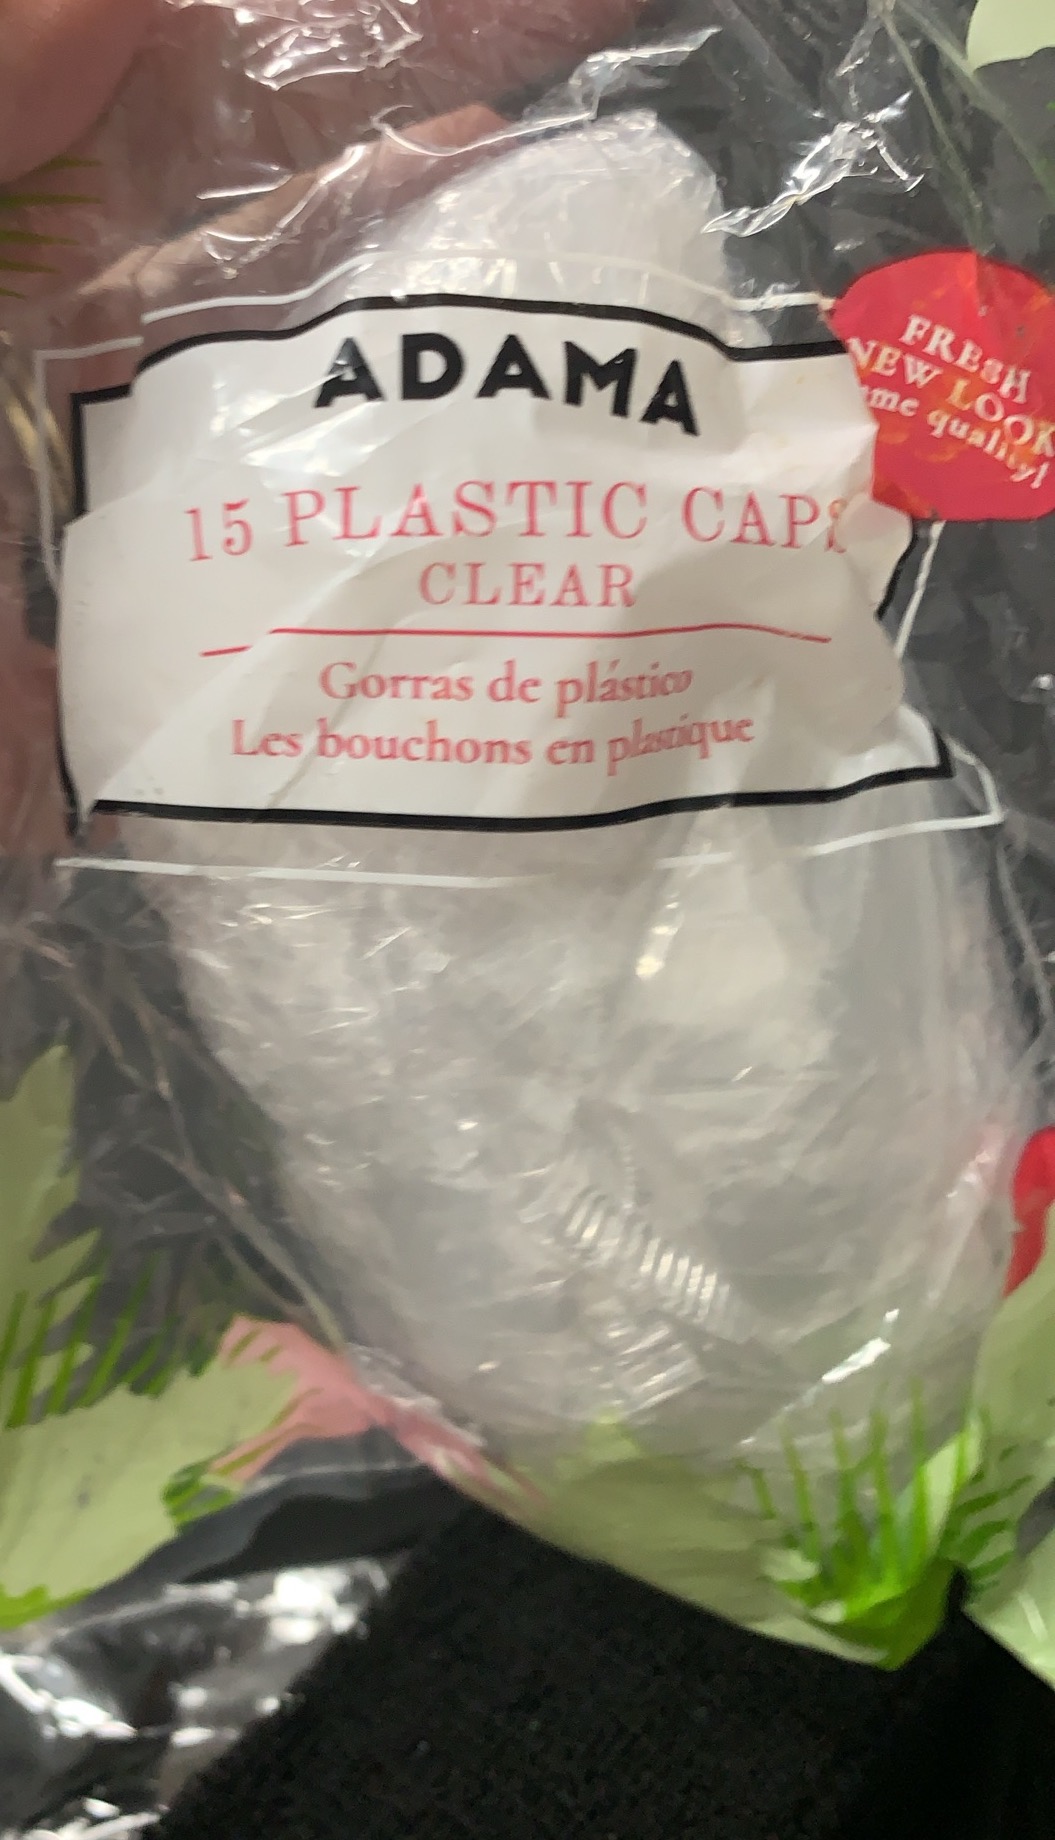 ADAMA
15 PLASTIC CAPS
CLEAR
Gorras de plástico
Les bouchons en plastique
FRESH
NEW LOOK
quality!